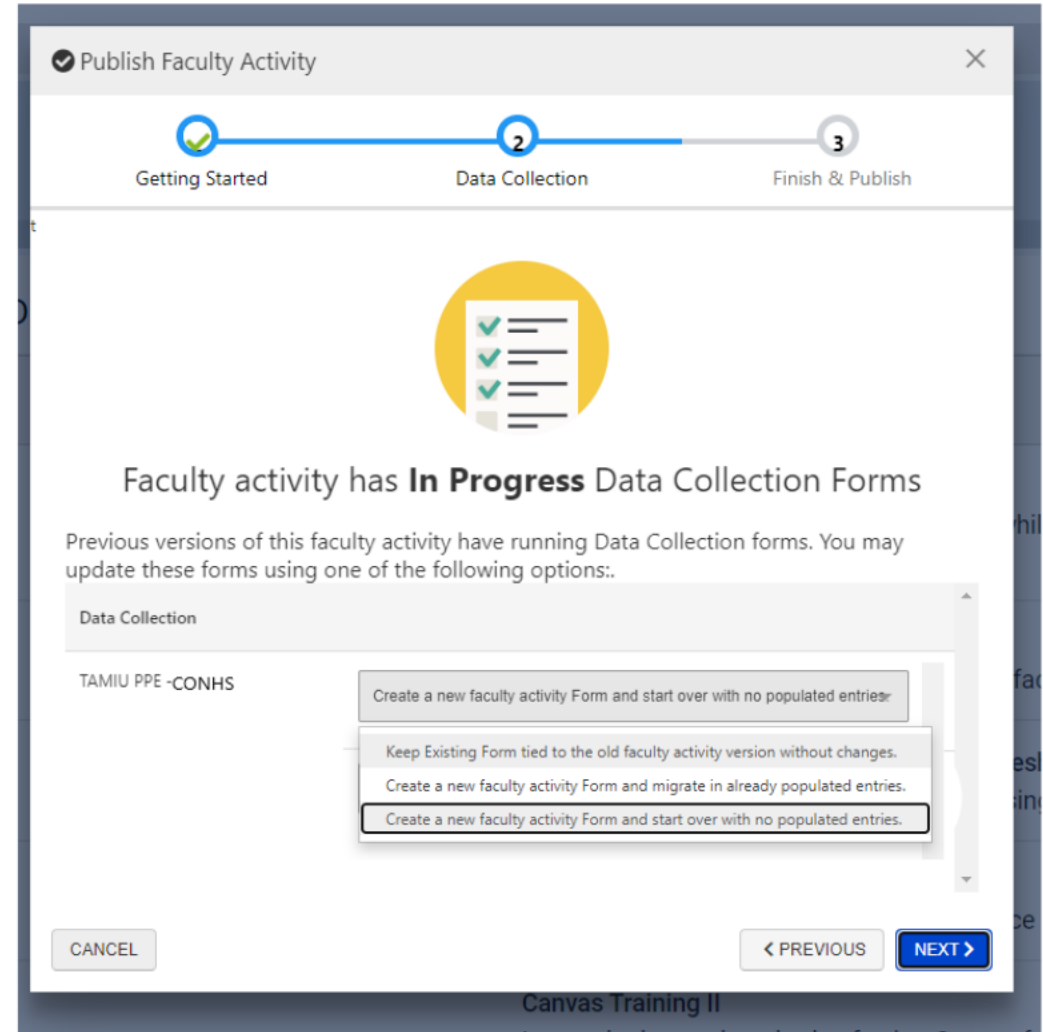 Publish Faculty Activity
2
3
Getting Started
Data Collection
Finish & Publish
t
Faculty activity has In Progress Data Collection Forms
Previous versions of this faculty activity have running Data Collection forms. You may
update these forms using one of the following options:.
Data Collection
TAMIU PPE -CONHS
Create a new faculty activity Form and start over with no populated entries.
Keep Existing Form tied to the old faculty activity version without changes.
Create a new faculty activity Form and migrate in already populated entries.
Create a new faculty activity Form and start over with no populated entries.
CANCEL
PREVIOUS
NEXT
Canvas Training II